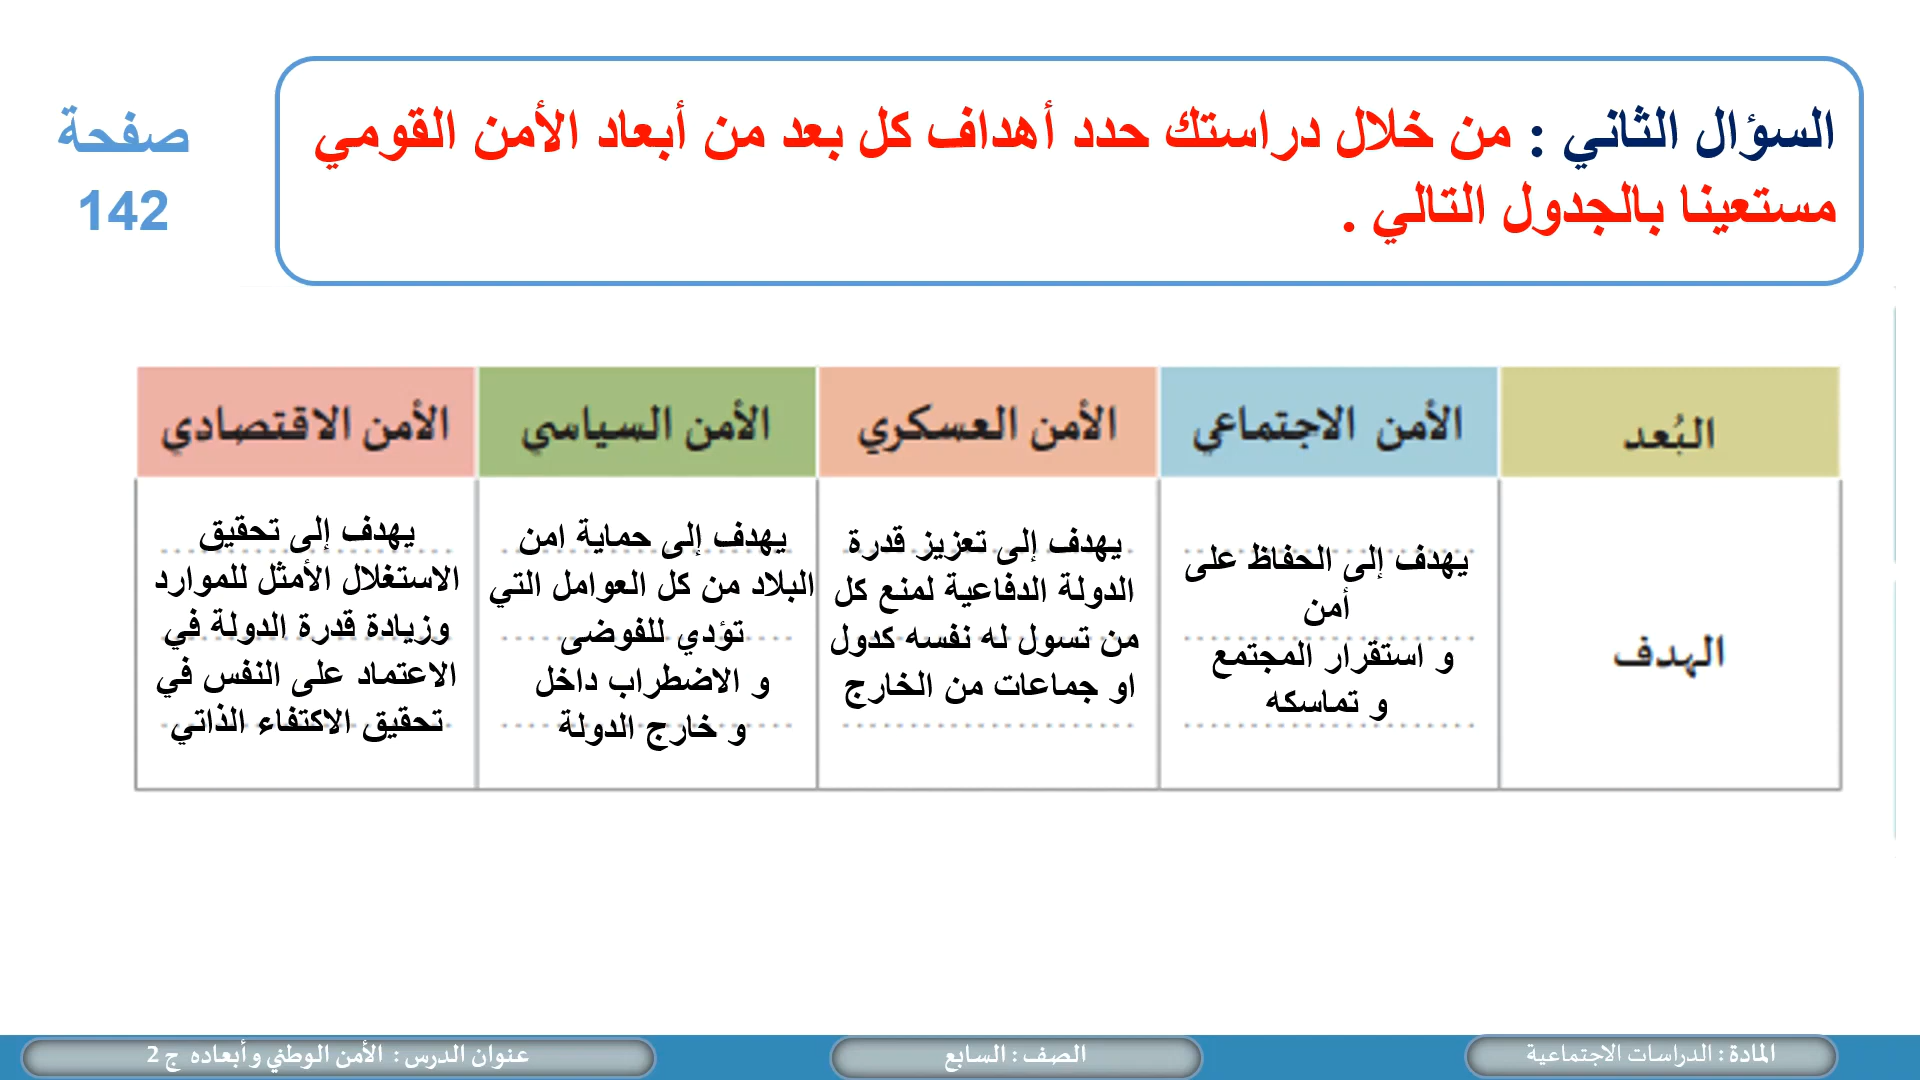 السؤال الثاني : من خلال دراستك حدد أهداف كل بعد من أبعاد الأمن القومي
مستعينا بالجدول التالي .
صفحة
142
البُعد
الأمن الاجتماعي
الأمن العسكري
الأمن السياسي
الأمن الاقتصادي
الهدف
يهدف إلى الحفاظ على
أمن
و استقرار المجتمع
و تماسكه
يهدف إلى تعزيز قدرة
الدولة الدفاعية لمنع كل
من تسول له نفسه كدول
او جماعات من الخارج
يهدف إلى حماية امن
البلاد من كل العوامل التي
تؤدي للفوضى
و الاضطراب داخل
و خارج الدولة
يهدف إلى تحقيق
الاستغلال الأمثل للموارد
وزيادة قدرة الدولة في
الاعتماد على النفس في
تحقيق الاكتفاء الذاتي
المادة : الدراسات الاجتماعية
الصف : السابع
عنوان الدرس : الأمن الوطني وأبعاده ج 2